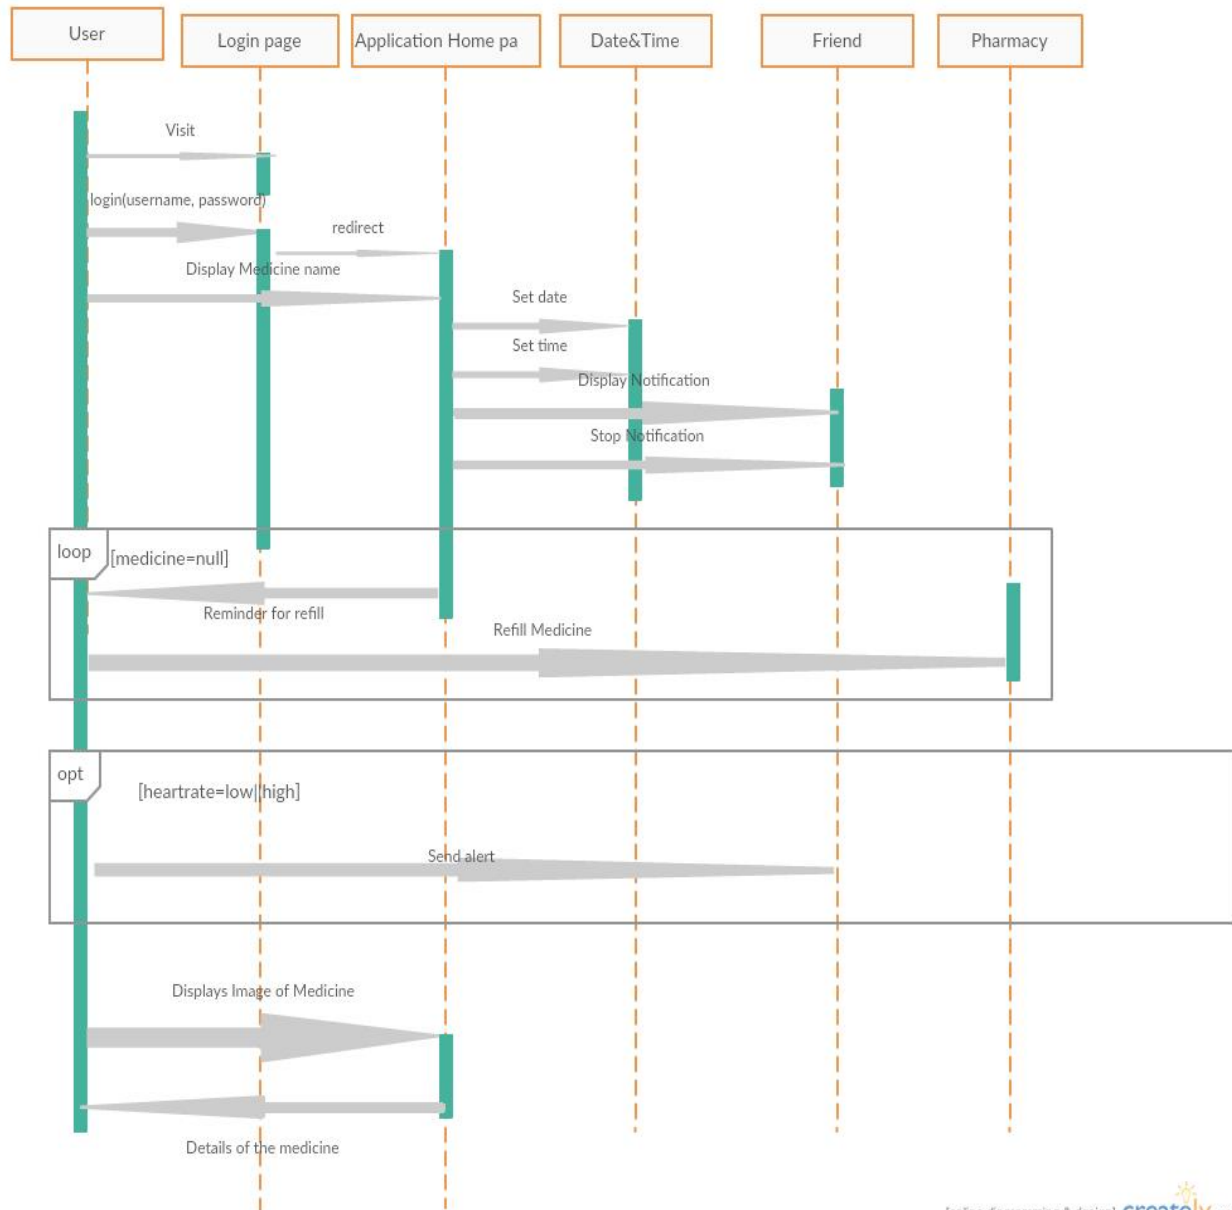 User
Login page
Application Home pa
Date&Time
Friend
Pharmacy
Visit
login(username, password)
redirect
Display Medicine name
Set date
Set time
Display Notification
Stop Notification
loop
[medicine=null]
Reminder for refill
Refill Medicine
opt
[heartrate=low||high]
Send alert
Displays Image of Medicine
Details of the medicine
creately